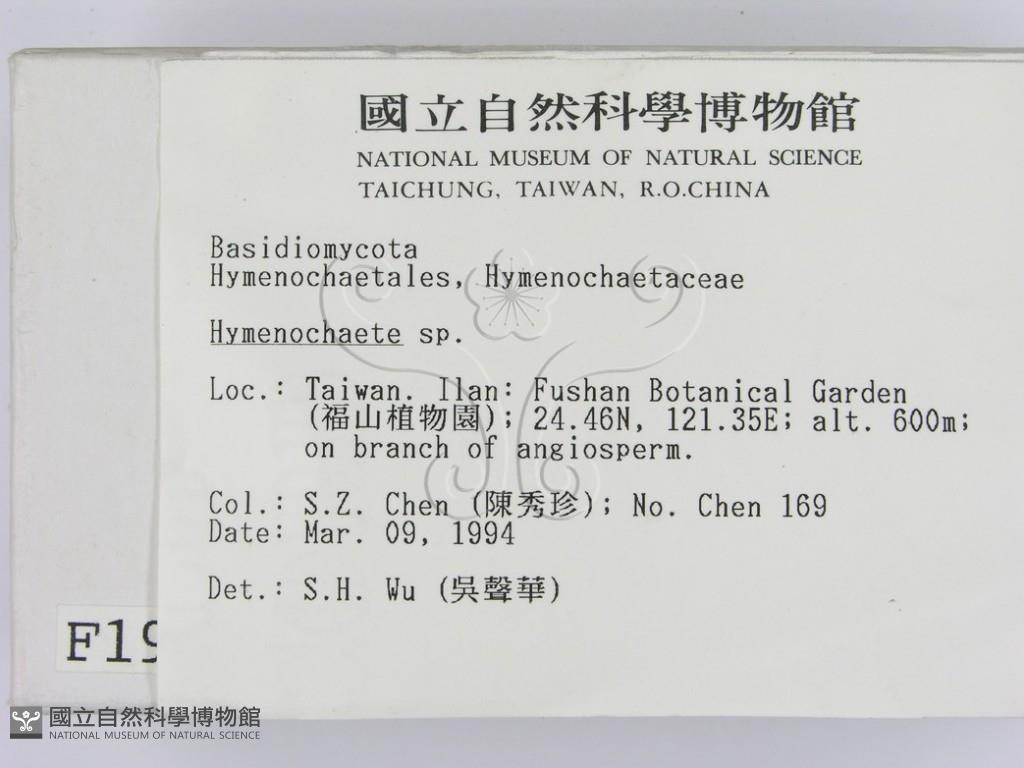 國立自然科學博物館
NATIONAL MUSEUM OF NATURAL SCIENCE
TAICHUNG, TAIWAN, R.O.CHINA
Basidiomycota
Hymenochaetales, Hymenochaetaceae
Hymenochaete sp.
Loc.: Taiwan. Ilan: Fushan Botanical Garden
(福山植物園); 24.46N, 121.35E; alt. 600m;
on branch of angiosperm.
Col.: S.Z. Chen (陳秀珍); No. Chen 169
Date: Mar. 09, 1994
Det.: S.H. Wu (吳聲華)
F19
國立自然科學博物館
NATIONAL MUSEUM OF NATURAL SCIENCE